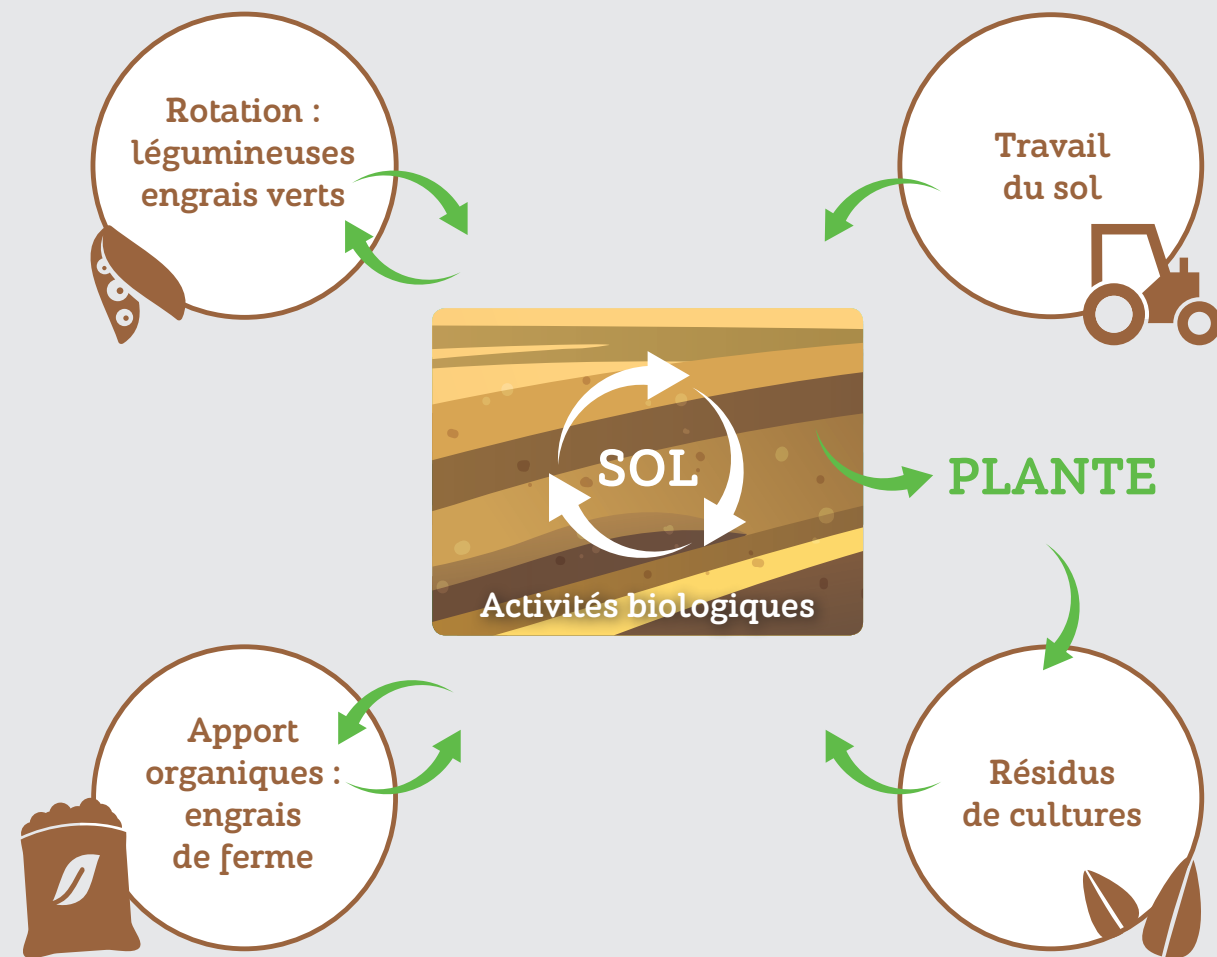 Rotation :
légumineuses
engrais verts
Travail
du sol
SOL
PLANTE
Activités biologiques
Apport
organiques :
engrais
de ferme
Résidus
de cultures